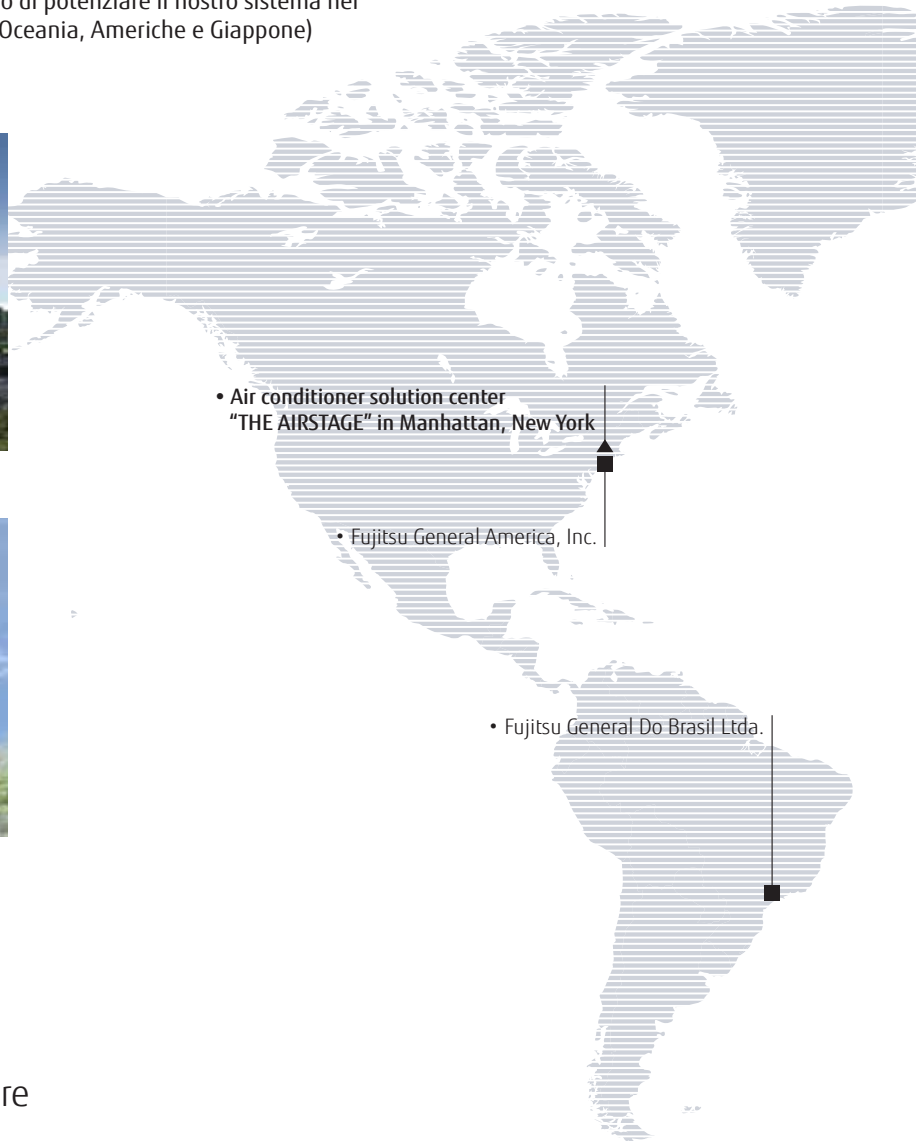 di potenziare il nostro sistema nei
Oceania, Americhe e Giappone)
• Air conditioner solution center
“THE AIRSTAGE” in Manhattan, New York
• Fujitsu General America, Inc.
• Fujitsu General Do Brasil Ltda.
re